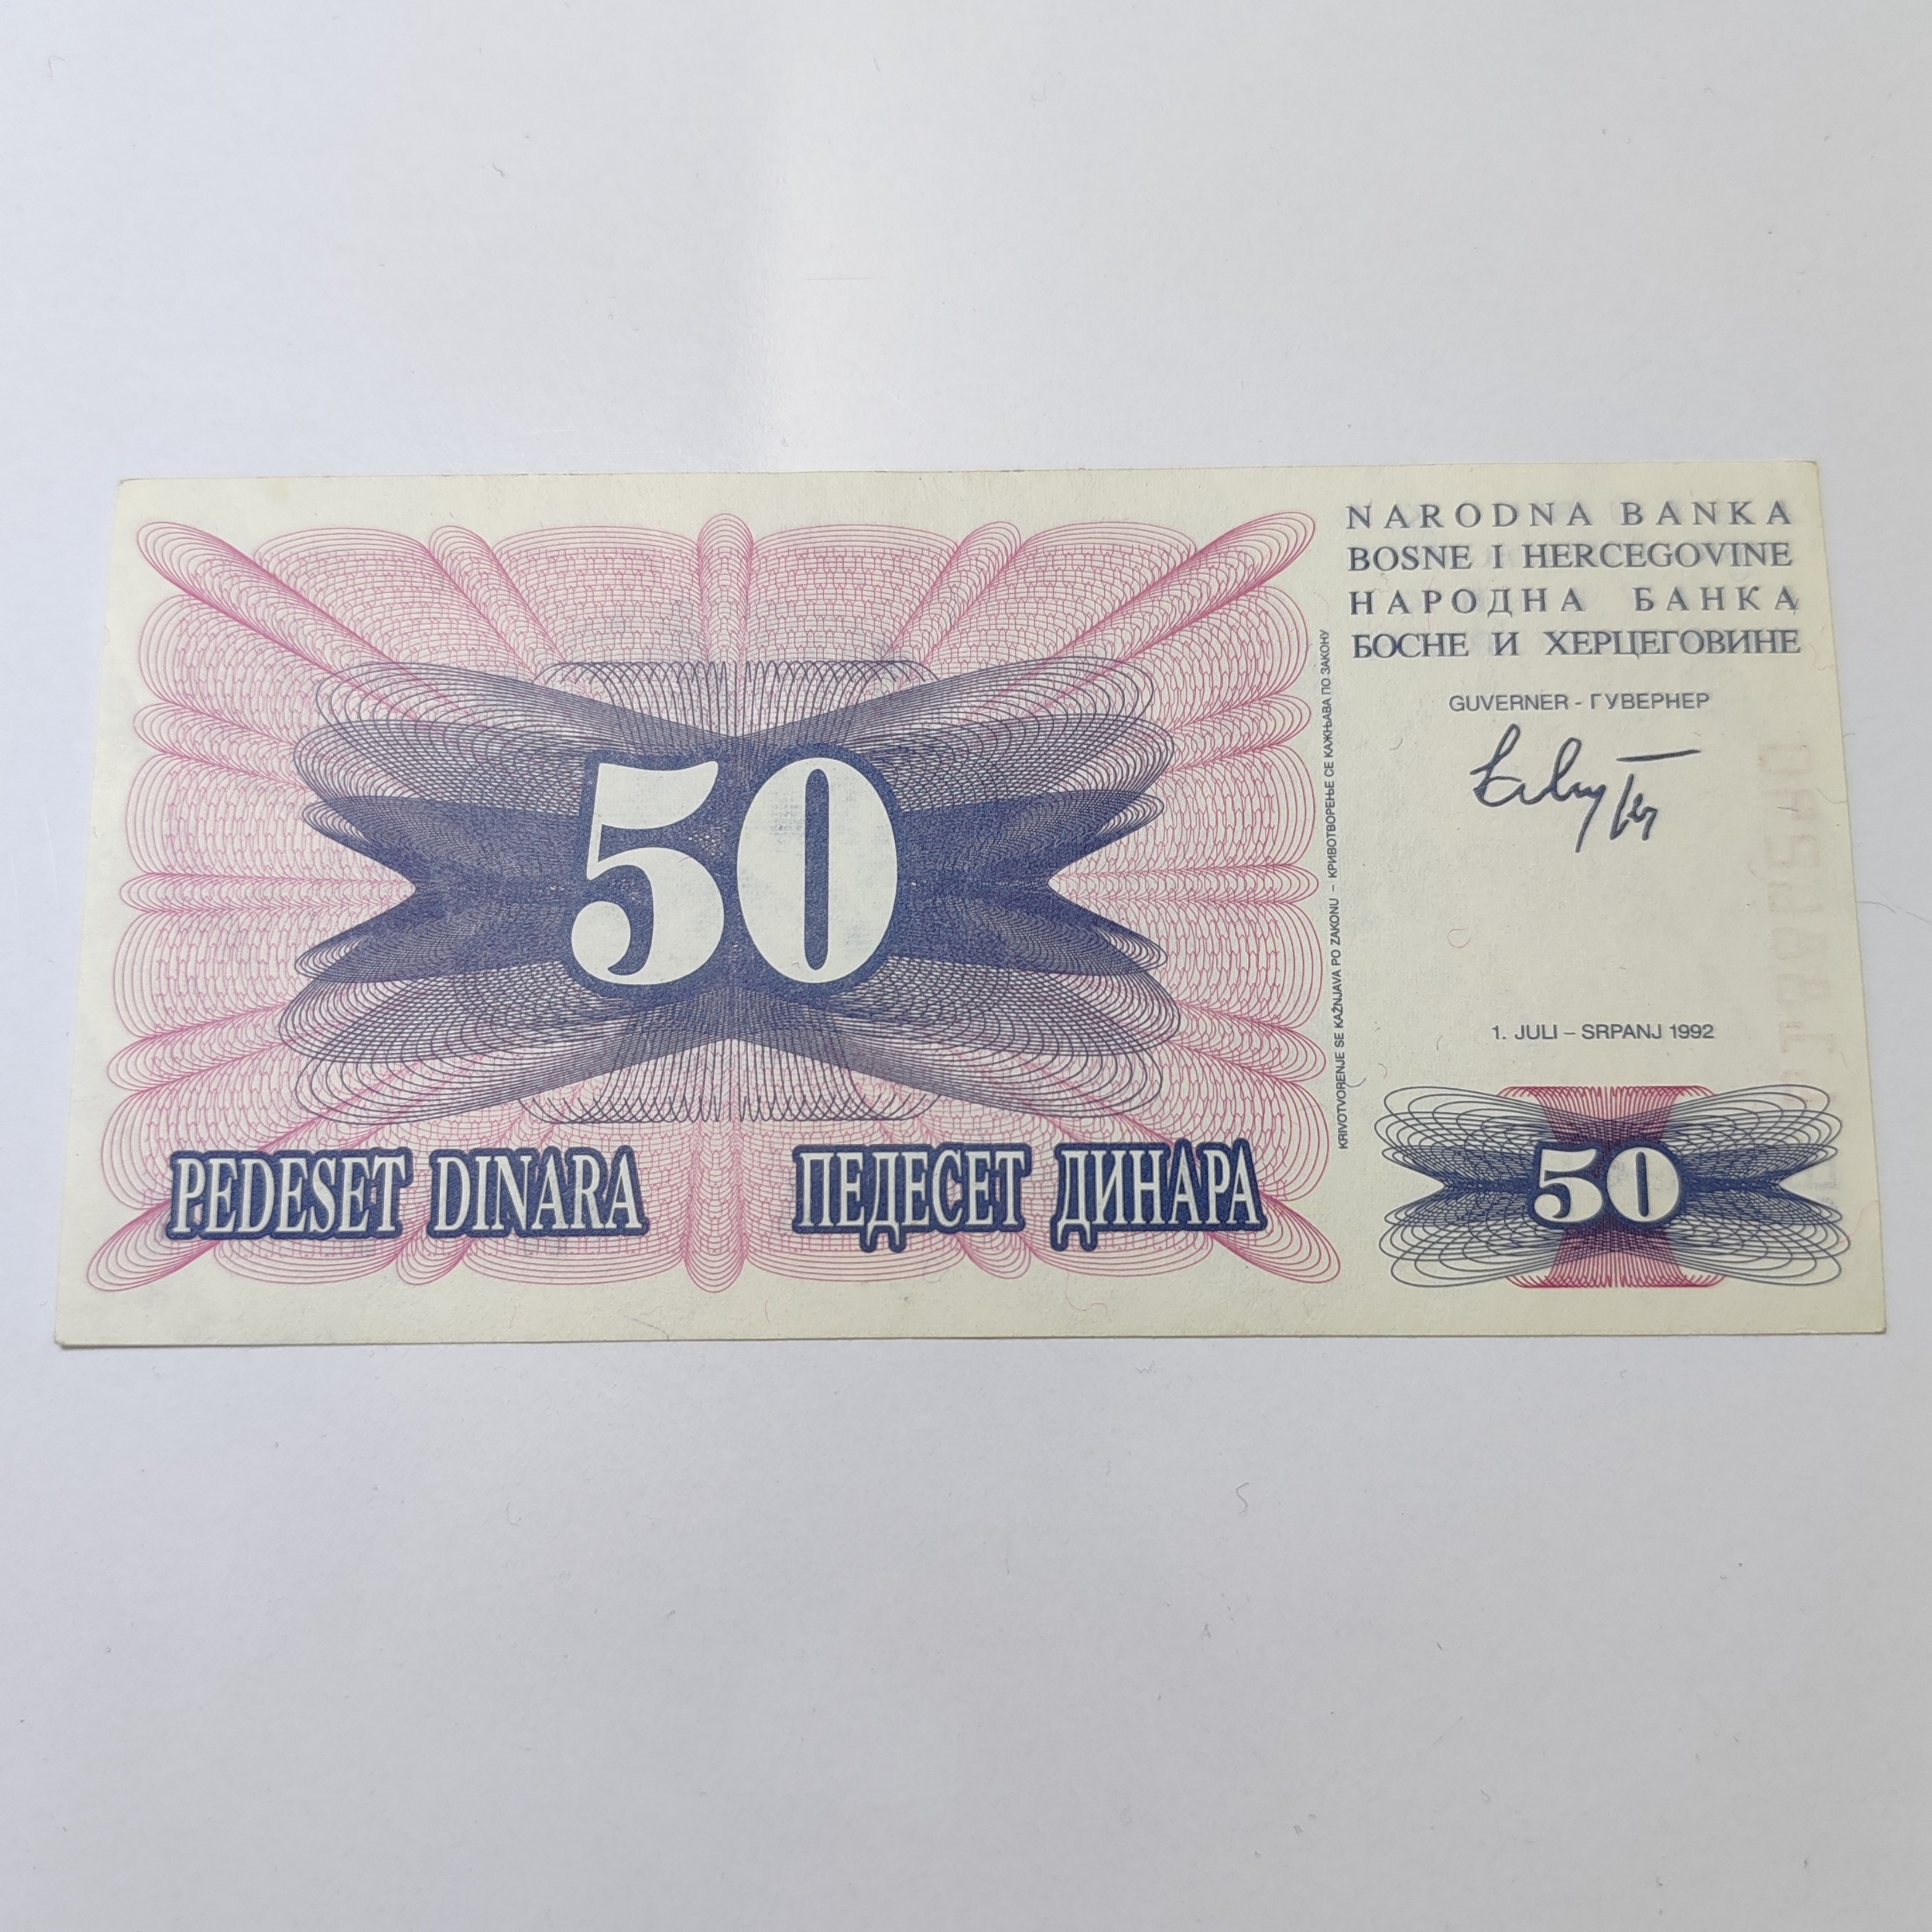 NARODNA BANKA
BOSNE I HERCEGOVINE
НАРОДНА БАНКА
БОСНЕ И ХЕРЦЕГОВИНЕ
GUVERNER - ГУВЕРНЕР
50
KRIVOTVORENJE SE KAŽNJAVA PO ZAKONU – КРИВОТВОРЕЊЕ СЕ КАЖЊАВА ПО ЗАКОНУ
1. JULI – SRPANJ 1992
PEDESET DINARA ПЕДЕСЕТ ДИНАРА
50